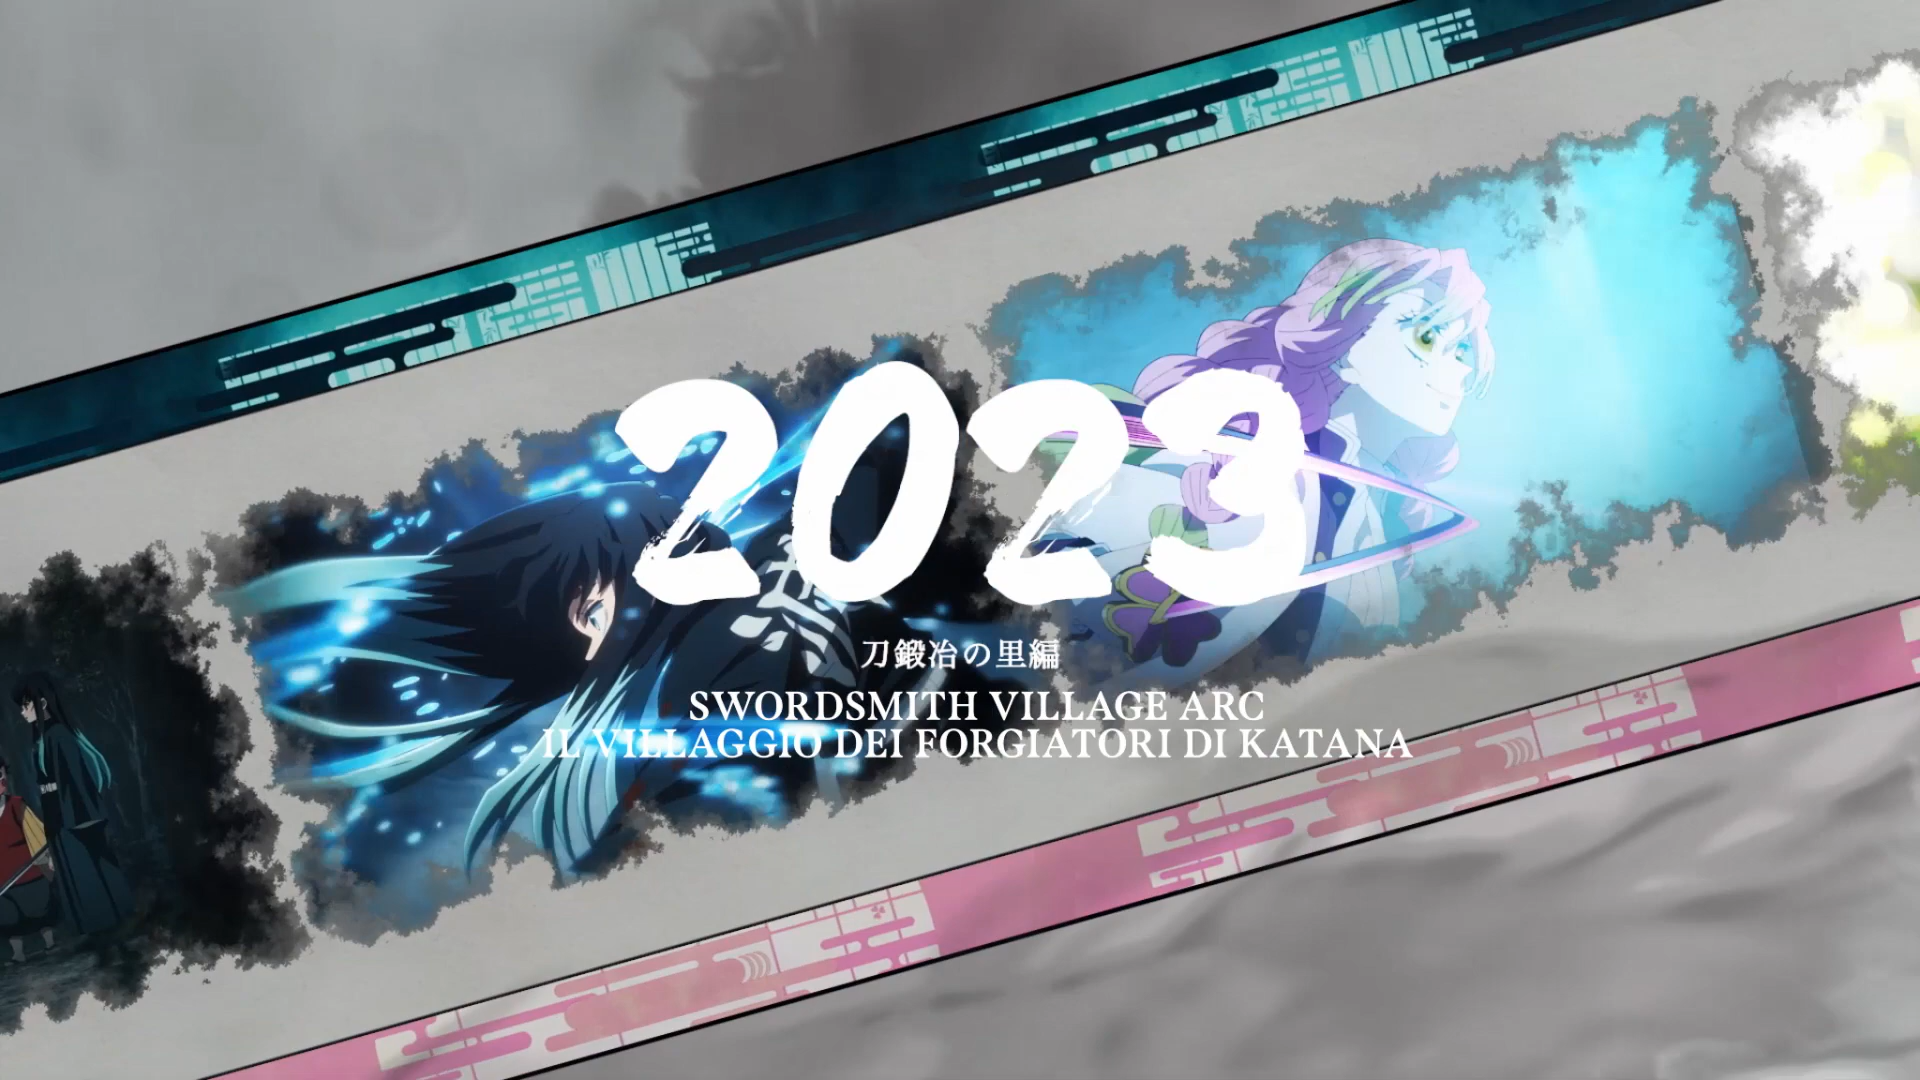 2023
刀鍛冶の里編
SWORDSMITH VILLAGE ARC
IL VILLAGGIO DEI FORGIATORI DI KATANA